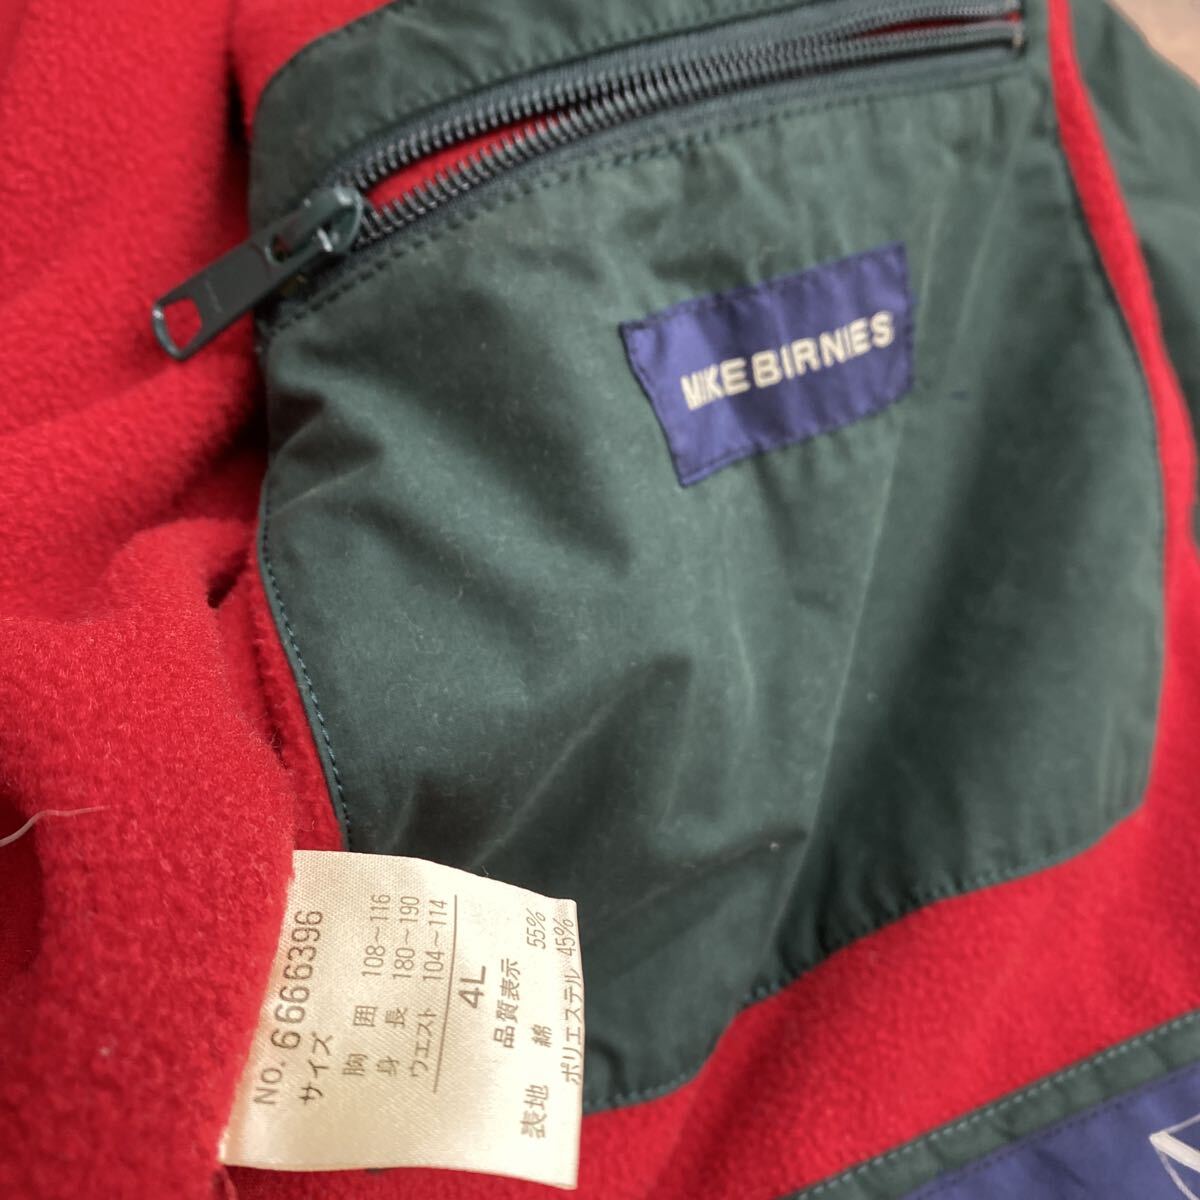 MIKE BIRNIES
No. 6666396
サイズ
胸囲 108~116
身長 180~190
ウエスト 104~114
4L
品質表示
表地 綿 55%
ポリエステル 45%